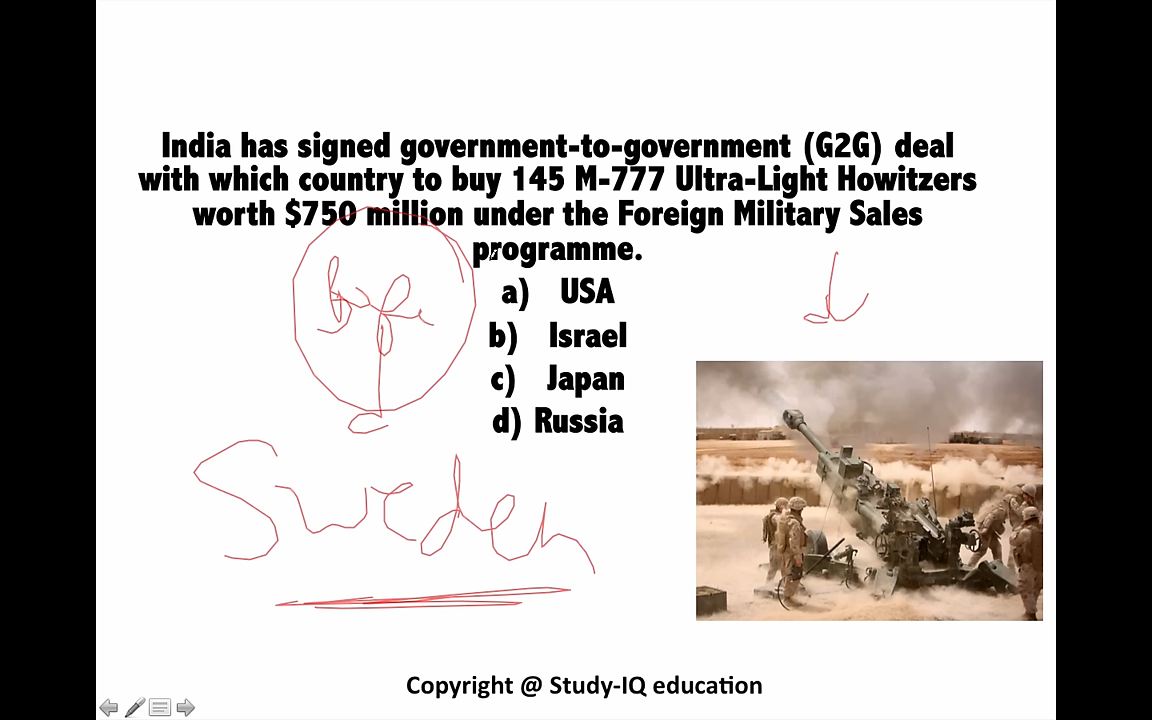 India has signed government-to-government (G2G) deal
with which country to buy 145 M-777 Ultra-Light Howitzers
worth $750 million under the Foreign Military Sales
programme.
a) USA
b) Israel
c) Japan
d) Russia
Sweden
Copyright @ Study-IQ education